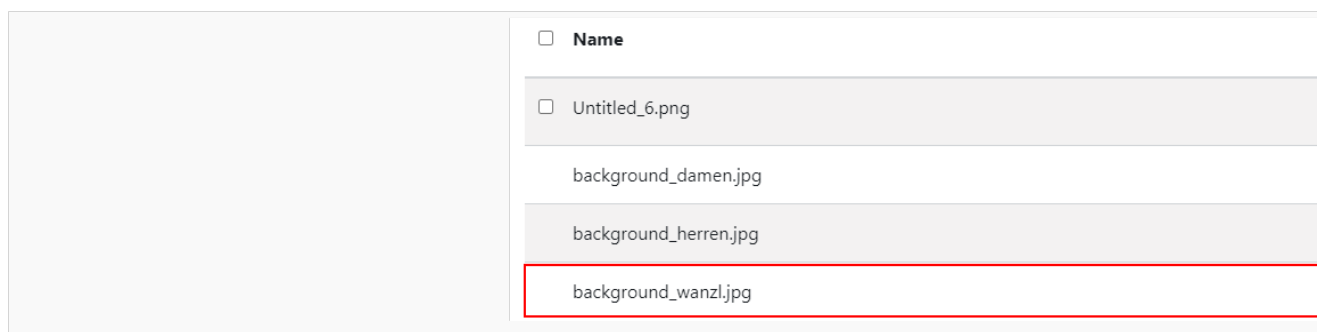 Name
Untitled_6.png
background_damen.jpg
background_herren.jpg
background_wanzl.jpg